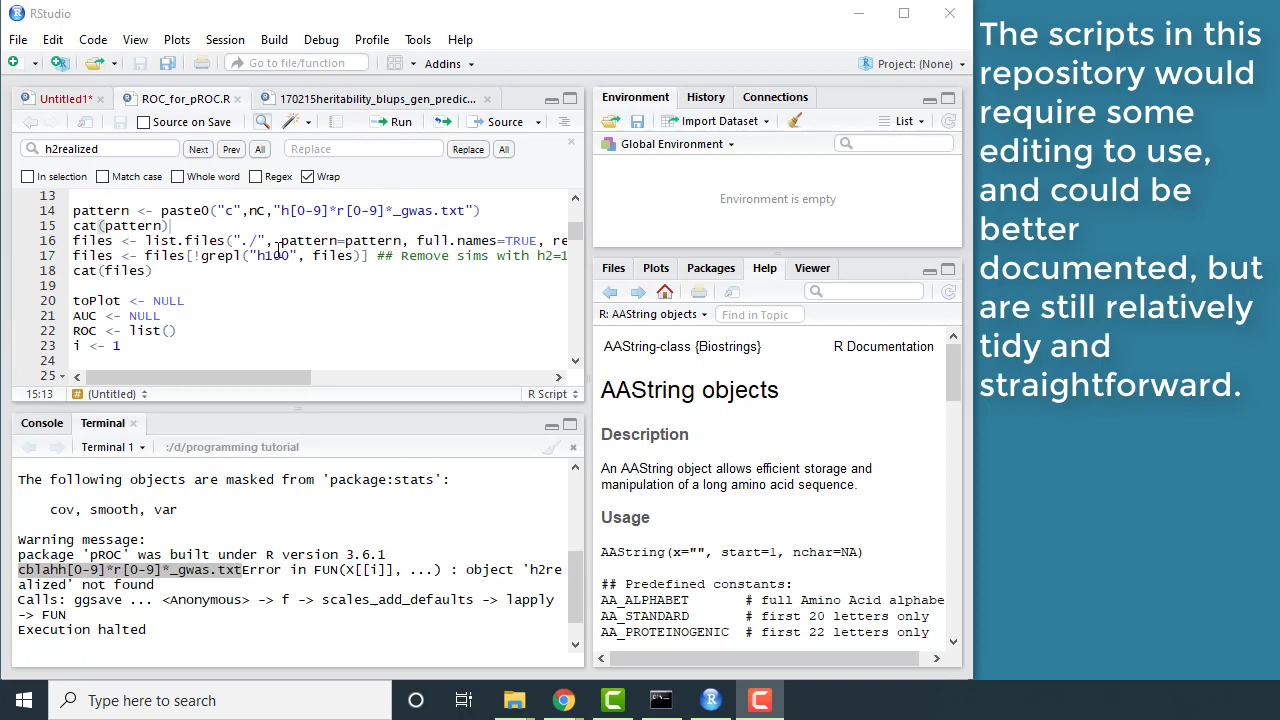 RStudio
File Edit Code View Plots Session Build Debug Profile Tools Help
Go to file/function
Addins
Project: (None)
Untitled1*
ROC_for_pROC.R
170215heritability_blups_gen_predic...
Source on Save
Run
Source
h2realized
Next
Prev
All
Replace
Replace
All
In selection
Match case
Whole word
Regex
Wrap
13
14 pattern <- paste0("c",nC,"h[0-9]*r[0-9]*_gwas.txt")
15 cat(pattern)
16 files <- list.files("./", pattern=pattern, full.names=TRUE, re
17 files <- files[!grepl("h100", files)] ## Remove sims with h2=1
18 cat(files)
19
20 toPlot <- NULL
21 AUC <- NULL
22 ROC <- list()
23 i <- 1
24
25
15:13
# (Untitled)
R Script
Console
Terminal
Terminal 1
:/d/programming tutorial
The following objects are masked from 'package:stats':
cov, smooth, var
Warning message:
package 'pROC' was built under R version 3.6.1
cblahh[0-9]*r[0-9]*_gwas.txtError in FUN(X[[i]], ...) : object 'h2re
alized' not found
Calls: ggsave ... <Anonymous> -> f -> scales_add_defaults -> lapply
-> FUN
Execution halted
Environment
History
Connections
Import Dataset
List
Global Environment
Environment is empty
Files
Plots
Packages
Help
Viewer
R: AAString objects
Find in Topic
AAString-class {Biostrings}
R Documentation
AAString objects
Description
An AAString object allows efficient storage and
manipulation of a long amino acid sequence.
Usage
AAString(x="", start=1, nchar=NA)
## Predefined constants:
AA_ALPHABET # full Amino Acid alphabe
AA_STANDARD # first 20 letters only
AA_PROTEINOGENIC # first 22 letters only
The scripts in this
repository would
require some
editing to use,
and could be
better
documented, but
are still relatively
tidy and
straightforward.
Type here to search